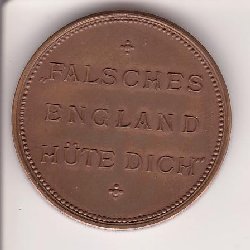 „FALSCHES
ENGLAND
HÜTE DICH“